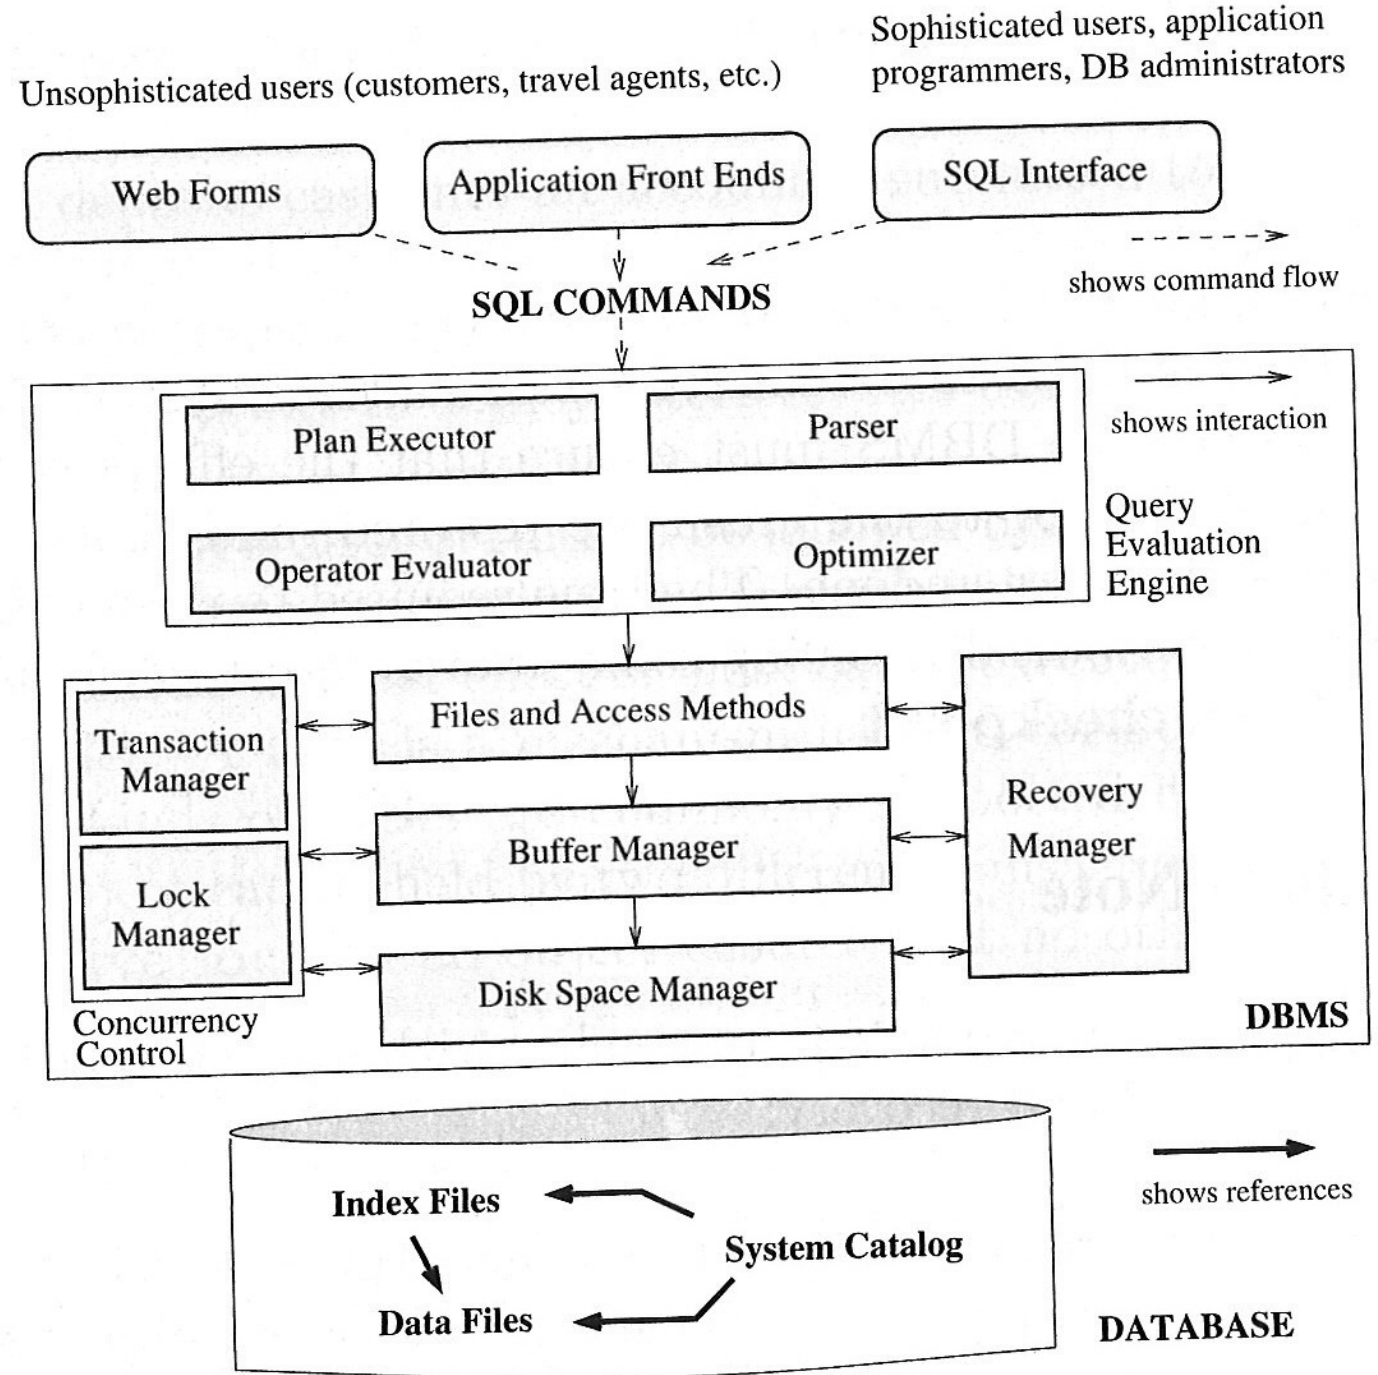 Sophisticated users, application
programmers, DB administrators
Unsophisticated users (customers, travel agents, etc.)
Web Forms
Application Front Ends
SQL Interface
shows command flow
SQL COMMANDS
shows interaction
Plan Executor
Parser
Operator Evaluator
Optimizer
Query
Evaluation
Engine
Files and Access Methods
Transaction
Manager
Buffer Manager
Recovery
Manager
Lock
Manager
Disk Space Manager
Concurrency
Control
DBMS
Index Files
shows references
System Catalog
Data Files
DATABASE